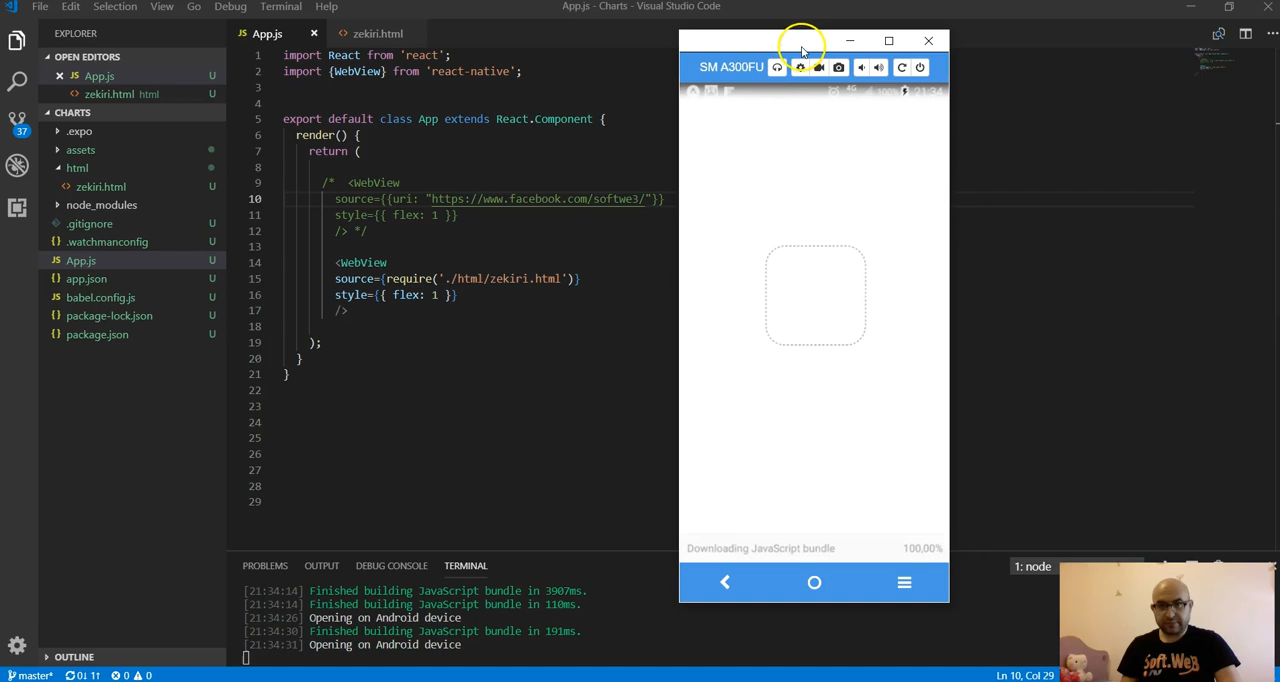 File Edit Selection View Go Debug Terminal Help
App.js - Charts - Visual Studio Code
EXPLORER
OPEN EDITORS
JS App.js U
<> zekiri.html html U
CHARTS
.expo
assets
html
<> zekiri.html U
node_modules
.gitignore U
{} .watchmanconfig U
JS App.js U
{} app.json U
JS babel.config.js U
{} package-lock.json U
{} package.json U
OUTLINE
37
JS App.js
<> zekiri.html
1 import React from 'react';
2 import {WebView} from 'react-native';
3
4
5 export default class App extends React.Component {
6 render() {
7 return (
8
9 /* <WebView
10 source={{uri: "https://www.facebook.com/softwe3/"}}
11 style={{ flex: 1 }}
12 /> */
13
14 <WebView
15 source={require('./html/zekiri.html')}
16 style={{ flex: 1 }}
17 />
18
19 );
20 }
21 }
22
23
24
25
26
27
28
29
SM A300FU
4G 100% 21:34
Downloading JavaScript bundle 100,00%
PROBLEMS OUTPUT DEBUG CONSOLE TERMINAL
1: node
[21:34:14] Finished building JavaScript bundle in 3907ms.
[21:34:14] Finished building JavaScript bundle in 110ms.
[21:34:26] Opening on Android device
[21:34:30] Finished building JavaScript bundle in 191ms.
[21:34:31] Opening on Android device
Soft.WeB
master* 0↓ 1↑ 0 0
Ln 10, Col 29